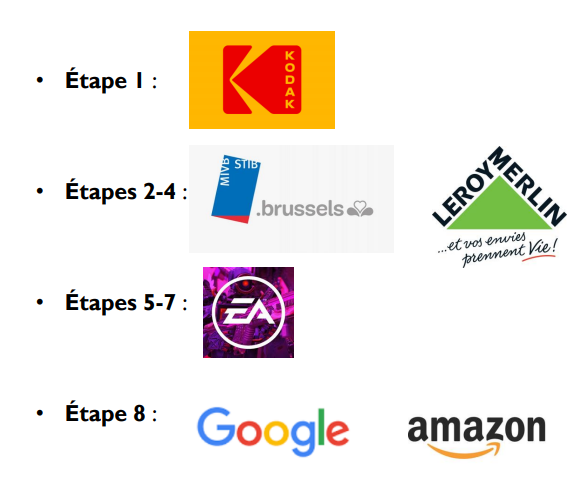 • Étape 1 :
KODAK
• Étapes 2-4 :
MIVB STIB
.brussels
LEROY MERLIN
...et vos envies
prennent Vie !
• Étapes 5-7 :
EA
• Étape 8 :
Google
amazon